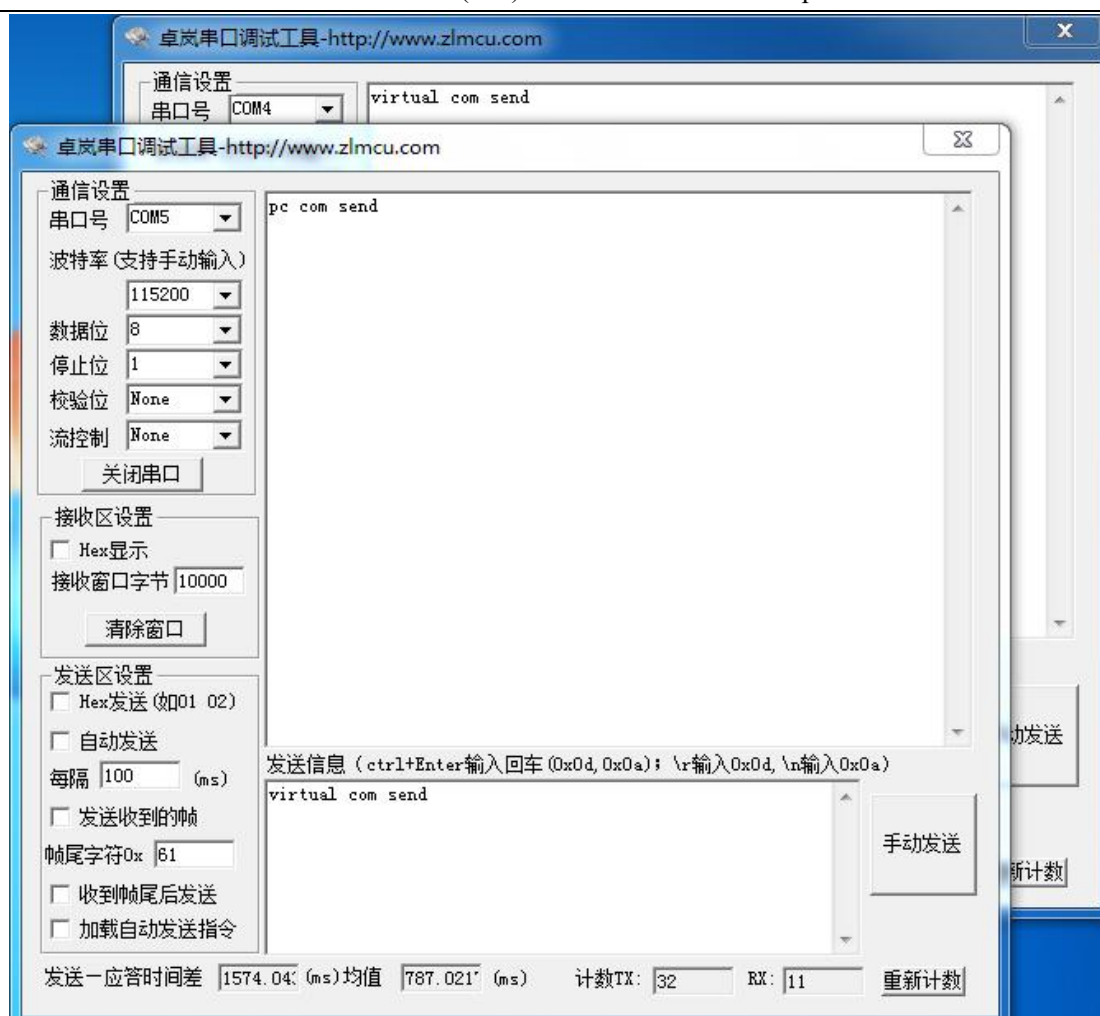 卓岚串口调试工具-http://www.zlmcu.com
通信设置
串口号 COM4
virtual com send
卓岚串口调试工具-http://www.zlmcu.com
通信设置
串口号 COM5
波特率(支持手动输入)
115200
数据位 8
停止位 1
校验位 None
流控制 None
关闭串口
接收区设置
Hex显示
接收窗口字节 10000
清除窗口
发送区设置
Hex发送(如01 02)
自动发送
每隔 100 (ms)
发送收到的帧
帧尾字符0x 61
收到帧尾后发送
加载自动发送指令
pc com send
发送信息(ctrl+Enter输入回车(0x0d,0x0a); \r输入0x0d,\n输入0x0a)
virtual com send
手动发送
动发送
新计数
发送—应答时间差 1574.04 (ms)均值 787.021 (ms) 计数TX: 32 RX: 11 重新计数